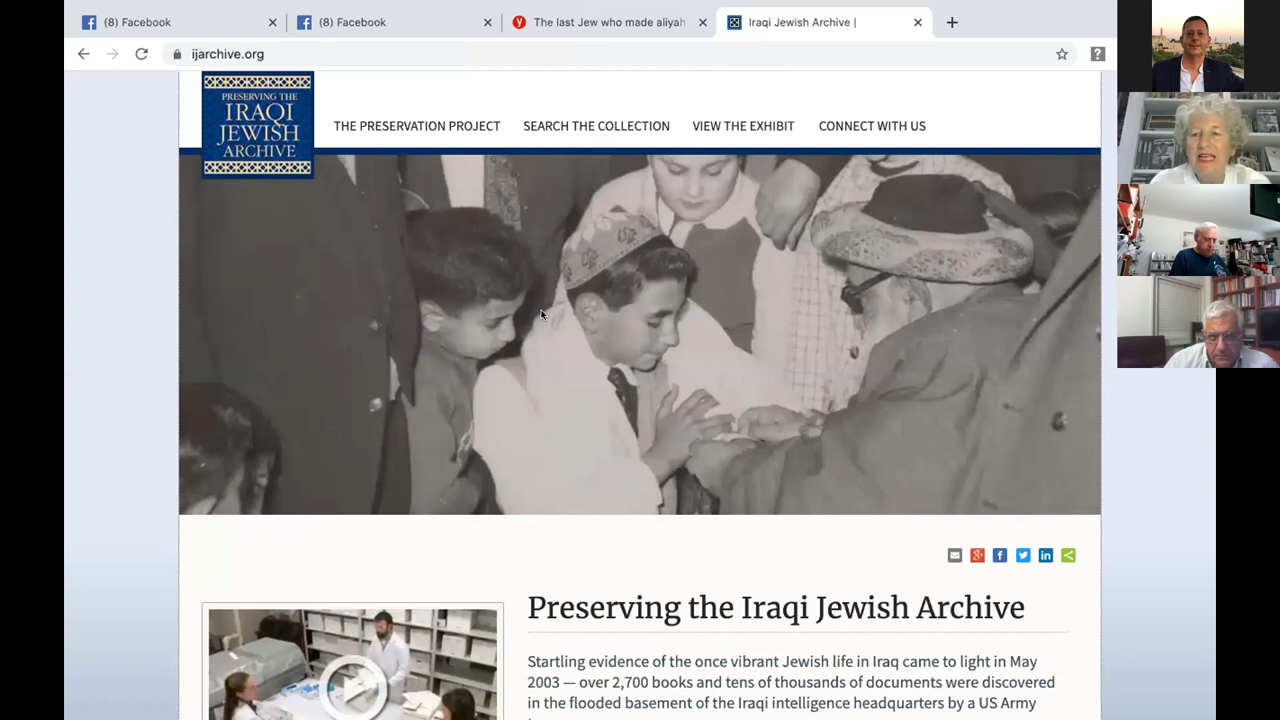 (8) Facebook
(8) Facebook
The last Jew who made aliyah
Iraqi Jewish Archive |
ijarchive.org
PRESERVING THE
IRAQI
JEWISH
ARCHIVE
THE PRESERVATION PROJECT
SEARCH THE COLLECTION
VIEW THE EXHIBIT
CONNECT WITH US
Preserving the Iraqi Jewish Archive
Startling evidence of the once vibrant Jewish life in Iraq came to light in May
2003 — over 2,700 books and tens of thousands of documents were discovered
in the flooded basement of the Iraqi intelligence headquarters by a US Army